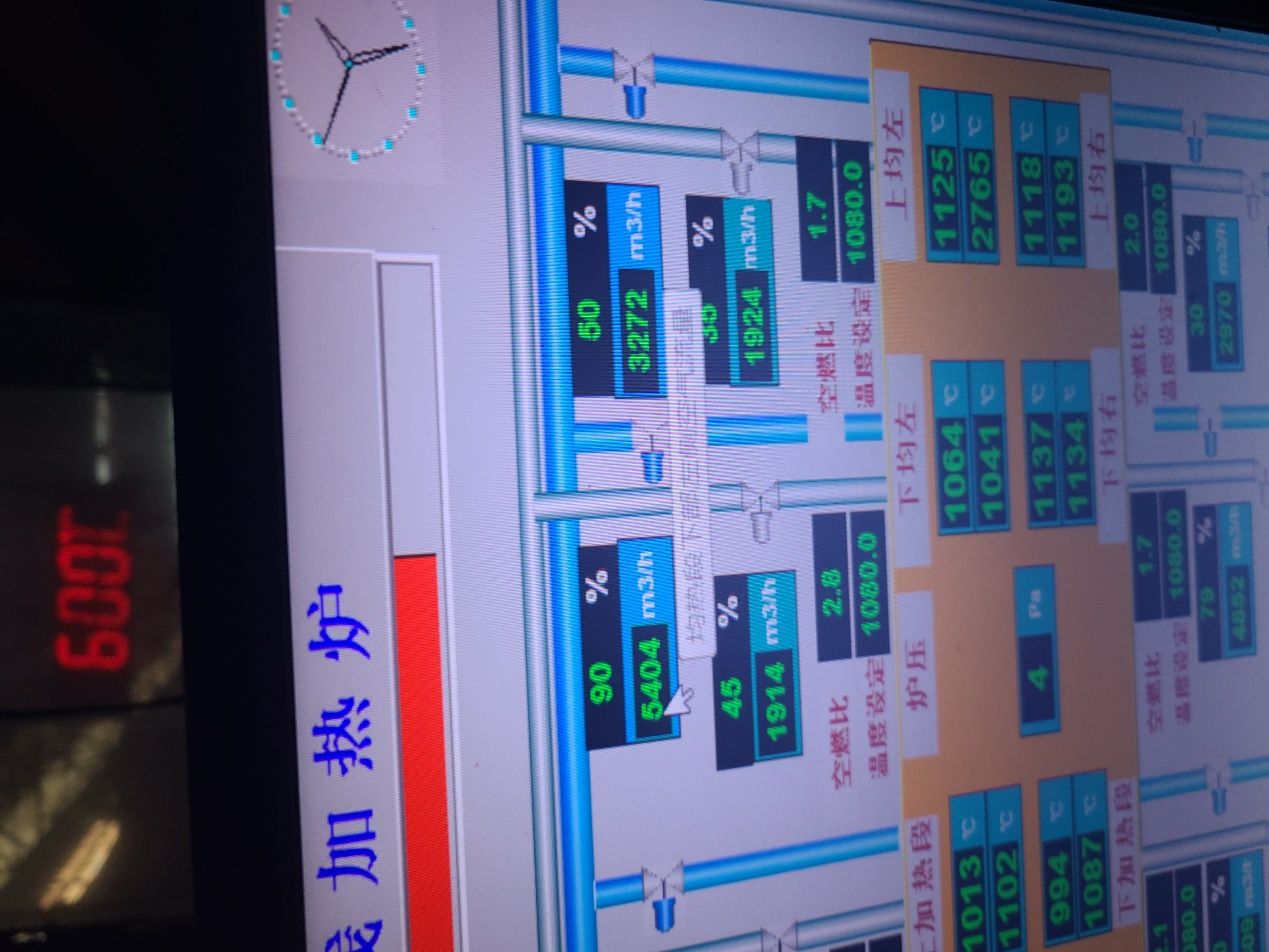 加热炉
600℃
50 %
3272 m3/h
%
1924 m3/h
1.7
1080.0
空燃比
温度设定
90 %
5404 m3/h
45 %
1914 m3/h
2.8
1080.0
空燃比
温度设定
上均左
1125 ℃
2765 ℃
1118 ℃
1193 ℃
上均右
下均左
1064 ℃
1041 ℃
1137 ℃
1134 ℃
下均右
炉压
4 Pa
加热段
1013 ℃
1102 ℃
994 ℃
1087 ℃
下加热段
2.0
1080.0
空燃比
温度设定
30 %
2970 m3/h
1.7
1080.0
空燃比
温度设定
79 %
4852 m3/h
%